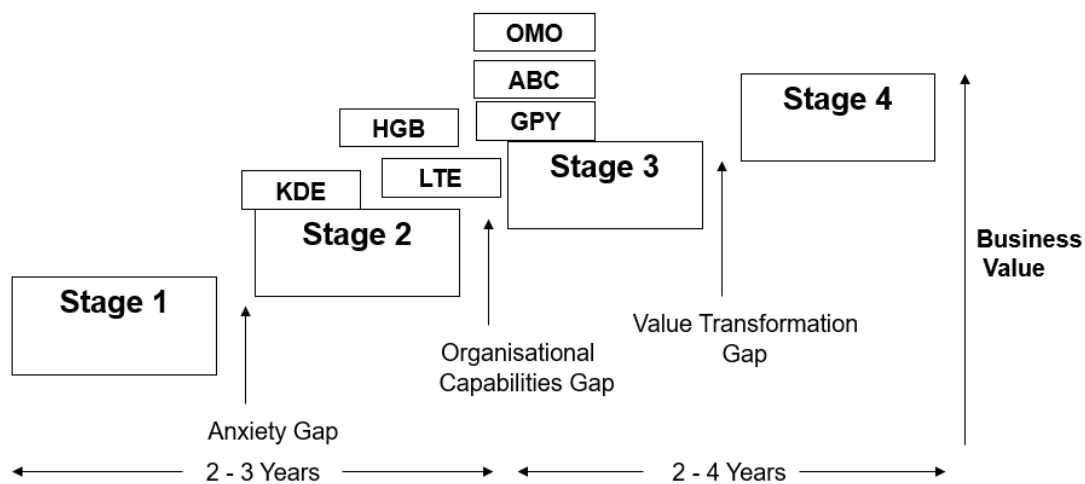 OMO
ABC
Stage 4
HGB
GPY
Stage 3
LTE
KDE
Stage 2
Business
Value
Stage 1
Value Transformation
Gap
Organisational
Capabilities Gap
Anxiety Gap
2 - 3 Years
2 - 4 Years